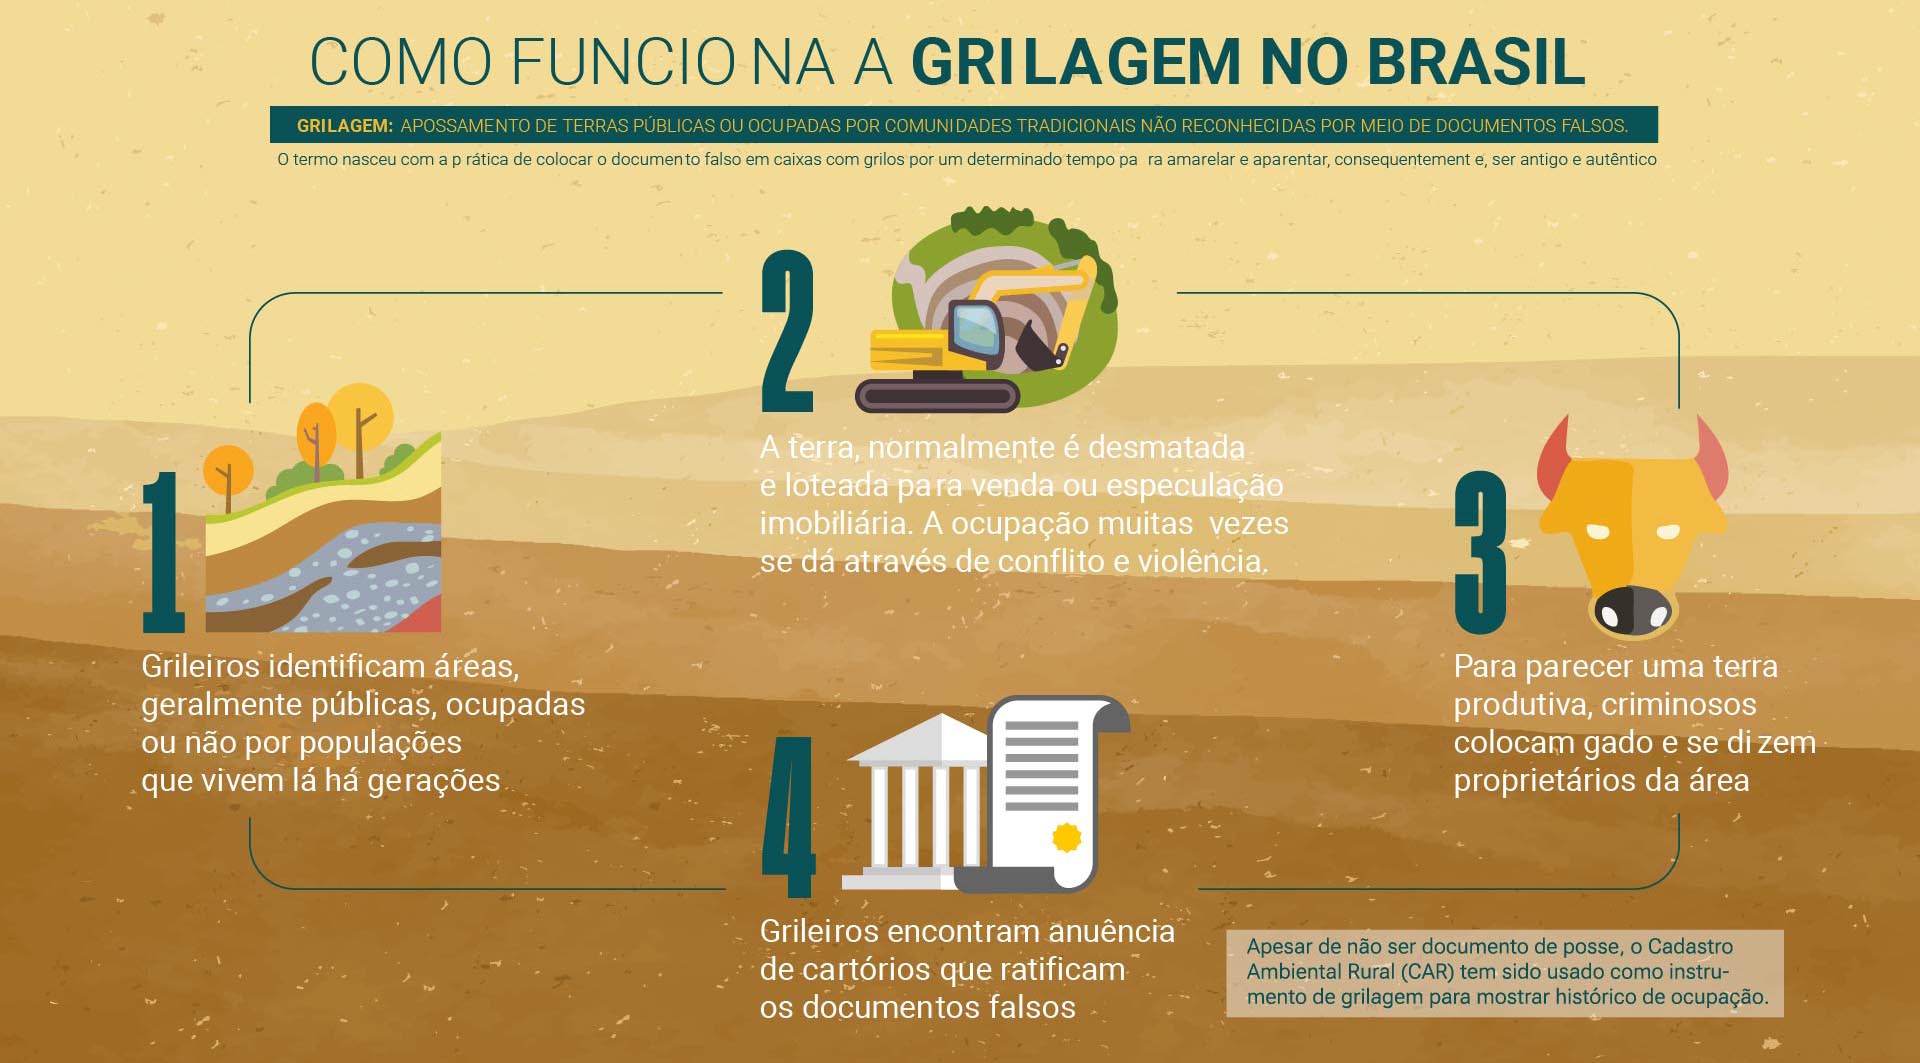 COMO FUNCIONA A GRILAGEM NO BRASIL
GRILAGEM: APOSSAMENTO DE TERRAS PÚBLICAS OU OCUPADAS POR COMUNIDADES TRADICIONAIS NÃO RECONHECIDAS POR MEIO DE DOCUMENTOS FALSOS.
O termo nasceu com a prática de colocar o documento falso em caixas com grilos por um determinado tempo para amarelar e aparentar, consequentemente, ser antigo e autêntico
1
Grileiros identificam áreas,
geralmente públicas, ocupadas
ou não por populações
que vivem lá há gerações
2
A terra, normalmente é desmatada
e loteada para venda ou especulação
imobiliária. A ocupação muitas vezes
se dá através de conflito e violência.
3
Para parecer uma terra
produtiva, criminosos
colocam gado e se dizem
proprietários da área
4
Grileiros encontram anuência
de cartórios que ratificam
os documentos falsos
Apesar de não ser documento de posse, o Cadastro
Ambiental Rural (CAR) tem sido usado como instru-
mento de grilagem para mostrar histórico de ocupação.